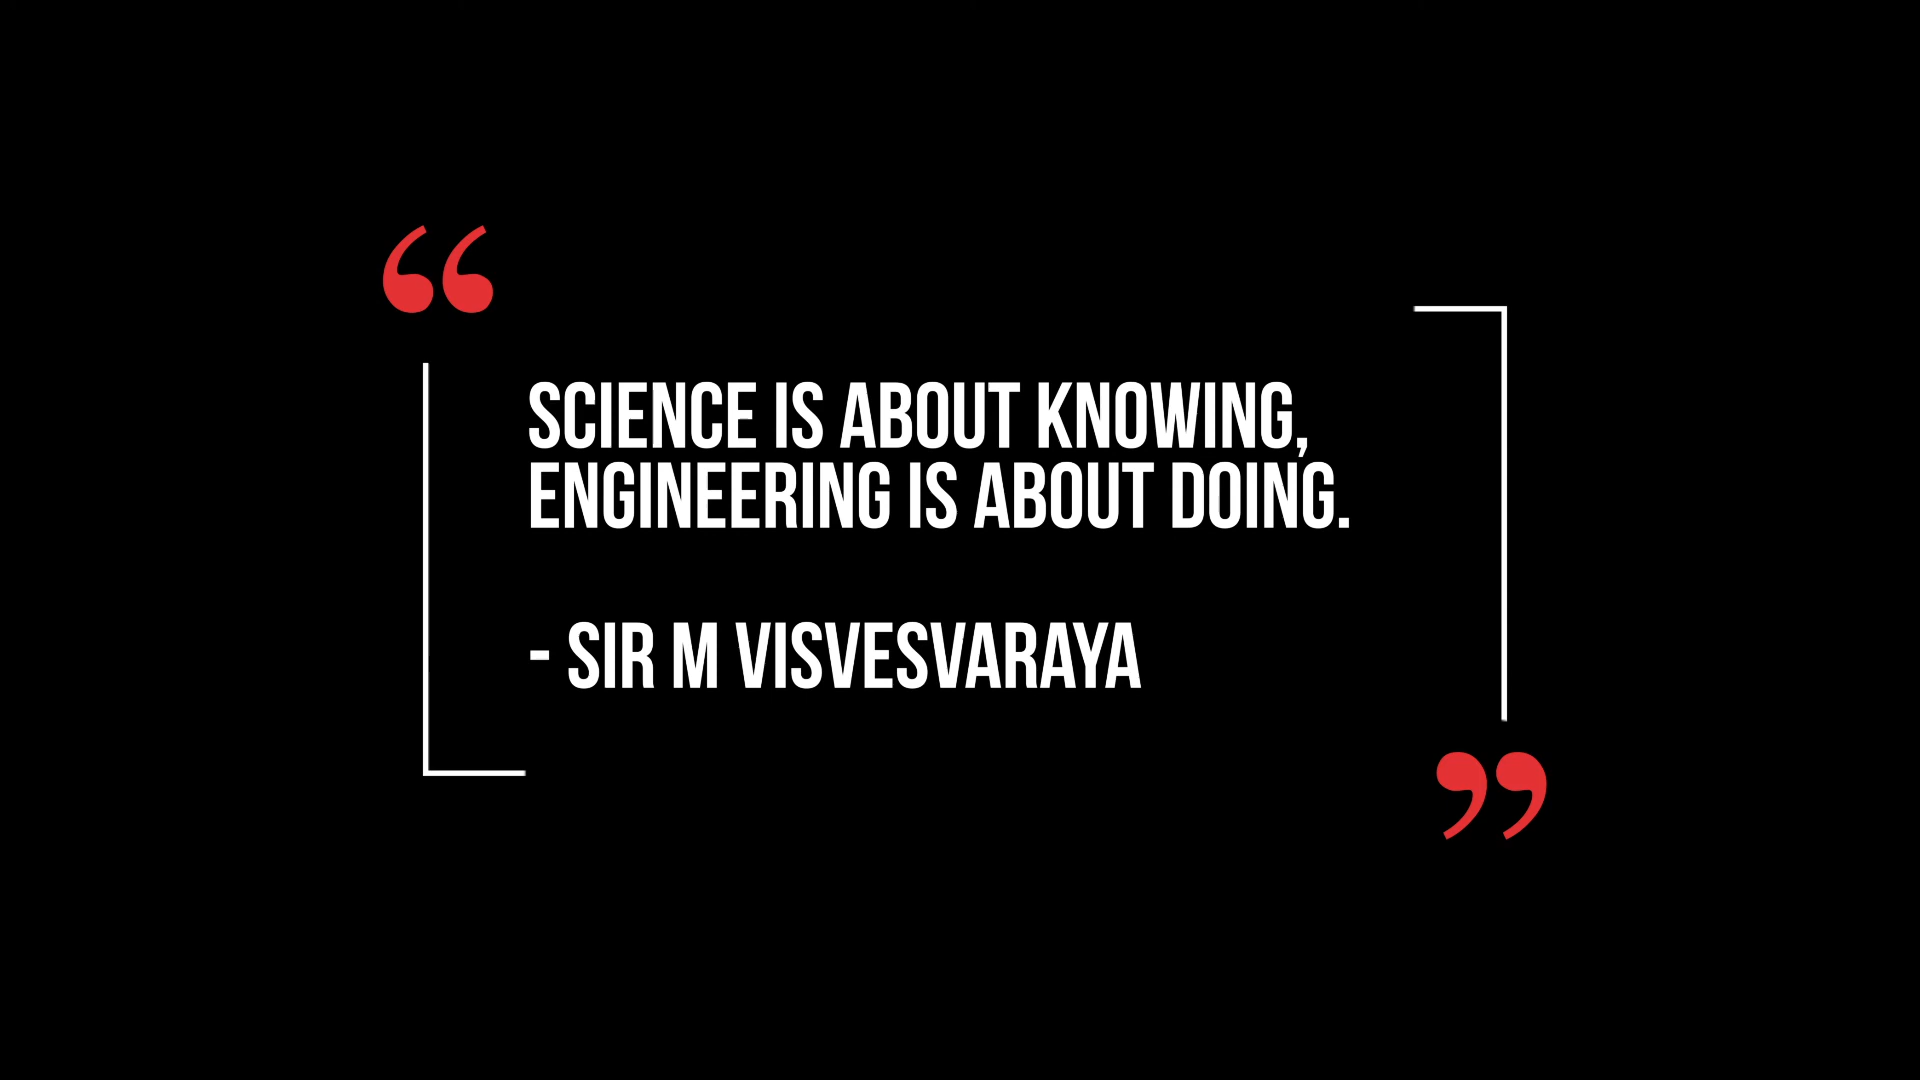 “
SCIENCE IS ABOUT KNOWING,
ENGINEERING IS ABOUT DOING.
- SIR M VISVESVARAYA
”